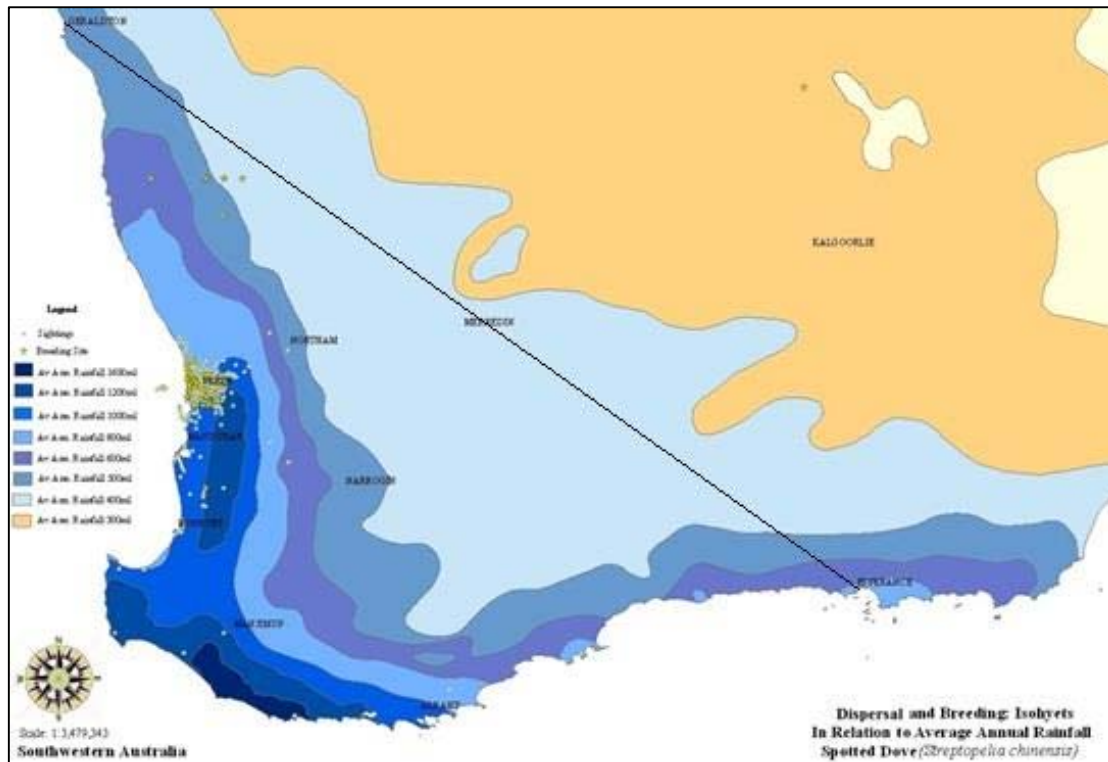 GERALDTON
KALGOORLIE
MERREDIN
NORTHAM
PERTH
NARROGIN
ESPERANCE
MANJIMUP
ALBANY
Legend
Sightings
Breeding Site
Av Ann. Rainfall 1400ml
Av Ann. Rainfall 1200ml
Av Ann. Rainfall 1000ml
Av Ann. Rainfall 800ml
Av Ann. Rainfall 600ml
Av Ann. Rainfall 500ml
Av Ann. Rainfall 400ml
Av Ann. Rainfall 300ml
N
Scale: 1:3,479,343
Southwestern Australia
Dispersal and Breeding: Isohyets
In Relation to Average Annual Rainfall
Spotted Dove (Streptopelia chinensis)